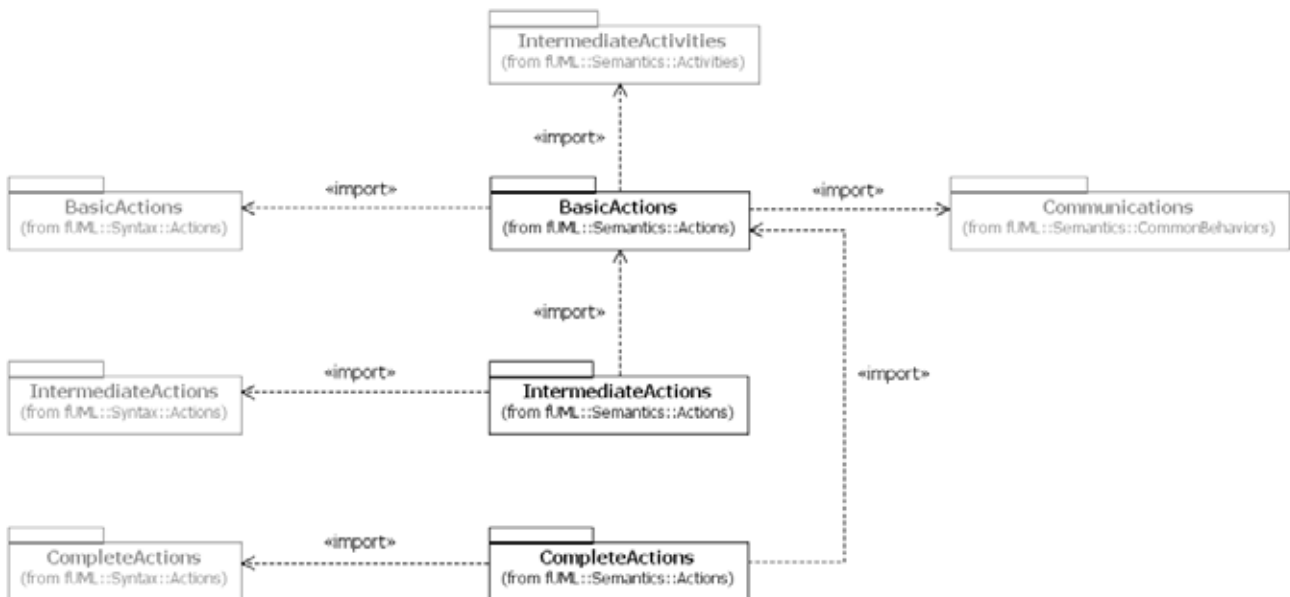 IntermediateActivities
(from fUML::Semantics::Activities)
«import»
«import»
«import»
BasicActions
(from fUML::Syntax::Actions)
BasicActions
(from fUML::Semantics::Actions)
Communications
(from fUML::Semantics::CommonBehaviors)
«import»
«import»
«import»
IntermediateActions
(from fUML::Syntax::Actions)
IntermediateActions
(from fUML::Semantics::Actions)
«import»
CompleteActions
(from fUML::Syntax::Actions)
CompleteActions
(from fUML::Semantics::Actions)